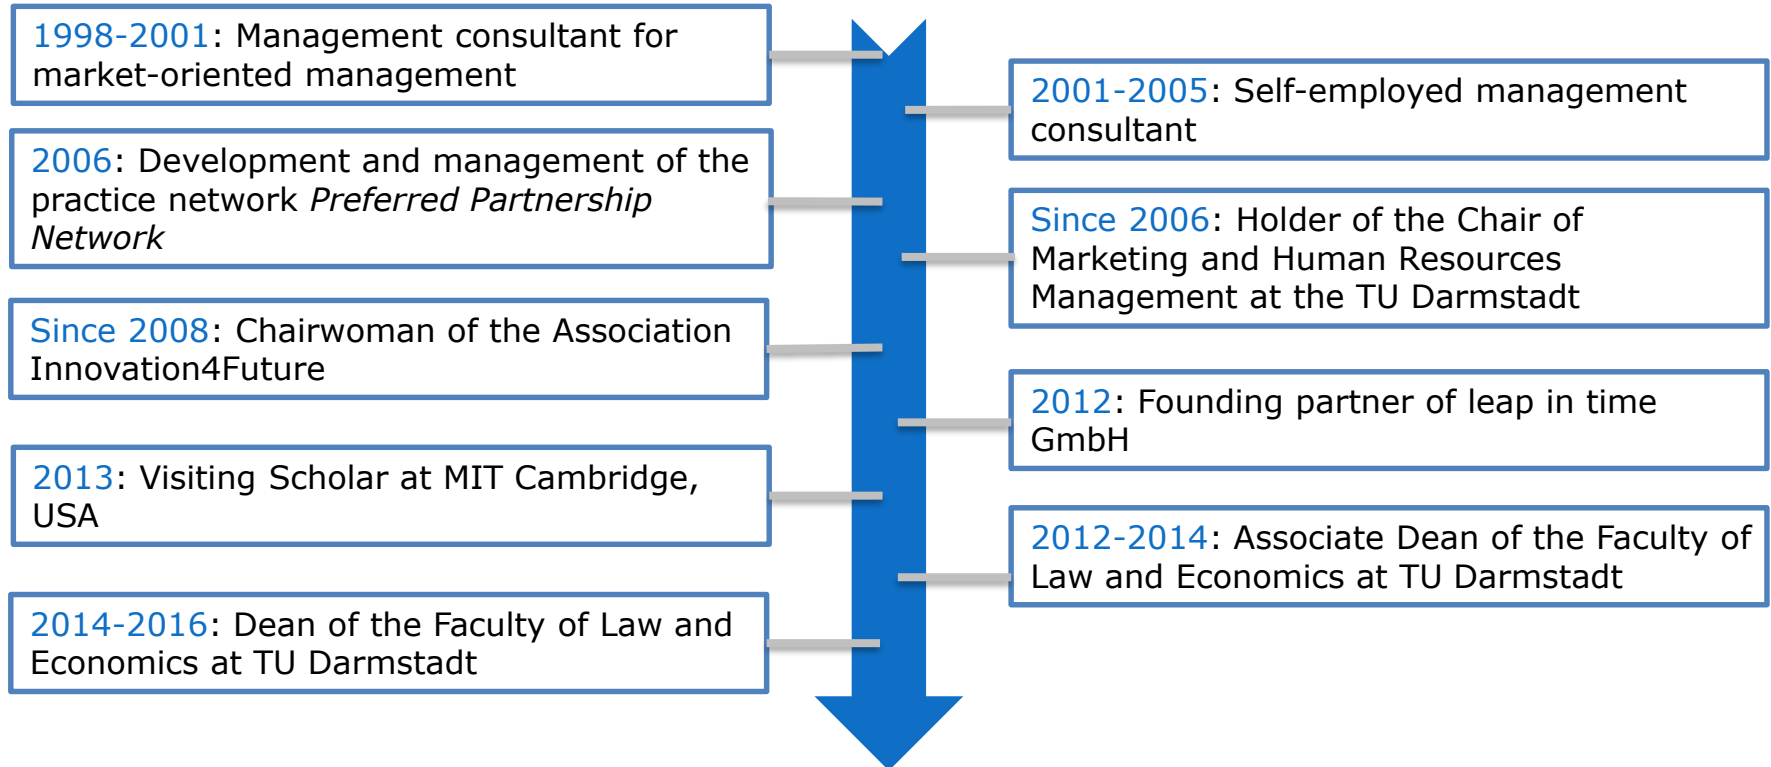 1998-2001: Management consultant for
market-oriented management
2001-2005: Self-employed management
consultant
2006: Development and management of the
practice network Preferred Partnership
Network
Since 2006: Holder of the Chair of
Marketing and Human Resources
Management at the TU Darmstadt
Since 2008: Chairwoman of the Association
Innovation4Future
2012: Founding partner of leap in time
GmbH
2013: Visiting Scholar at MIT Cambridge,
USA
2012-2014: Associate Dean of the Faculty of
Law and Economics at TU Darmstadt
2014-2016: Dean of the Faculty of Law and
Economics at TU Darmstadt